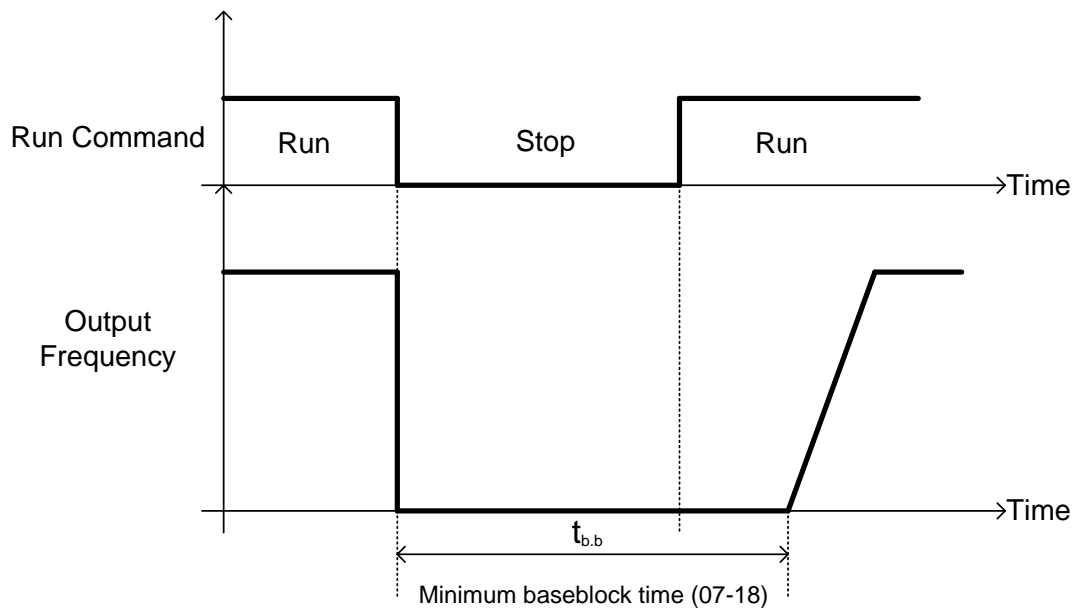 Run Command
Run
Stop
Run
Time
Output
Frequency
Time
tb.b
Minimum baseblock time (07-18)